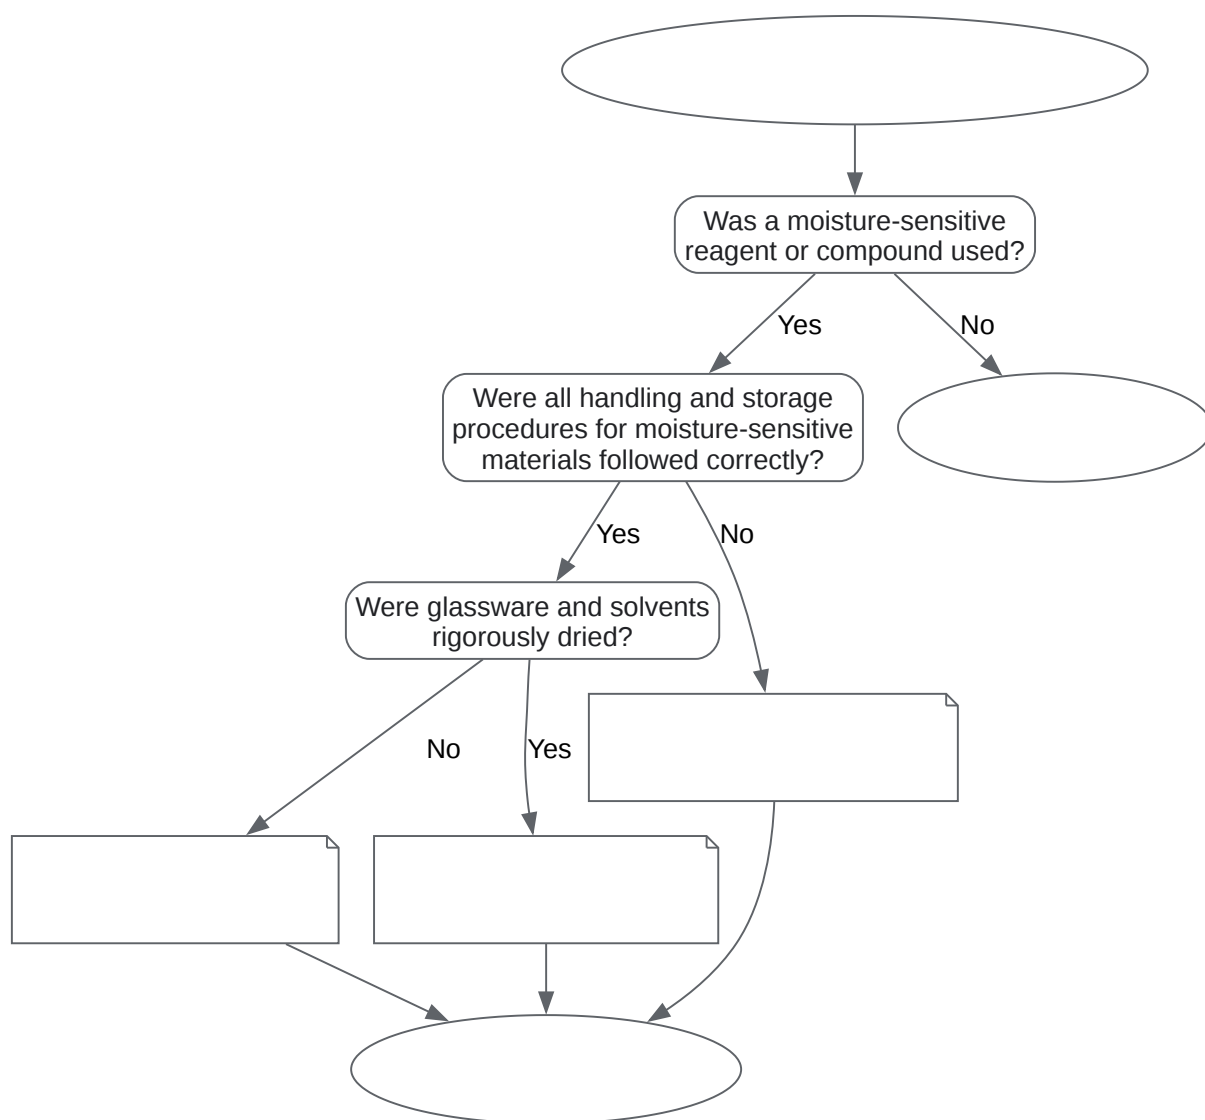 Was a moisture-sensitive
reagent or compound used?
Yes
No
Were all handling and storage
procedures for moisture-sensitive
materials followed correctly?
Yes
No
Were glassware and solvents
rigorously dried?
No
Yes